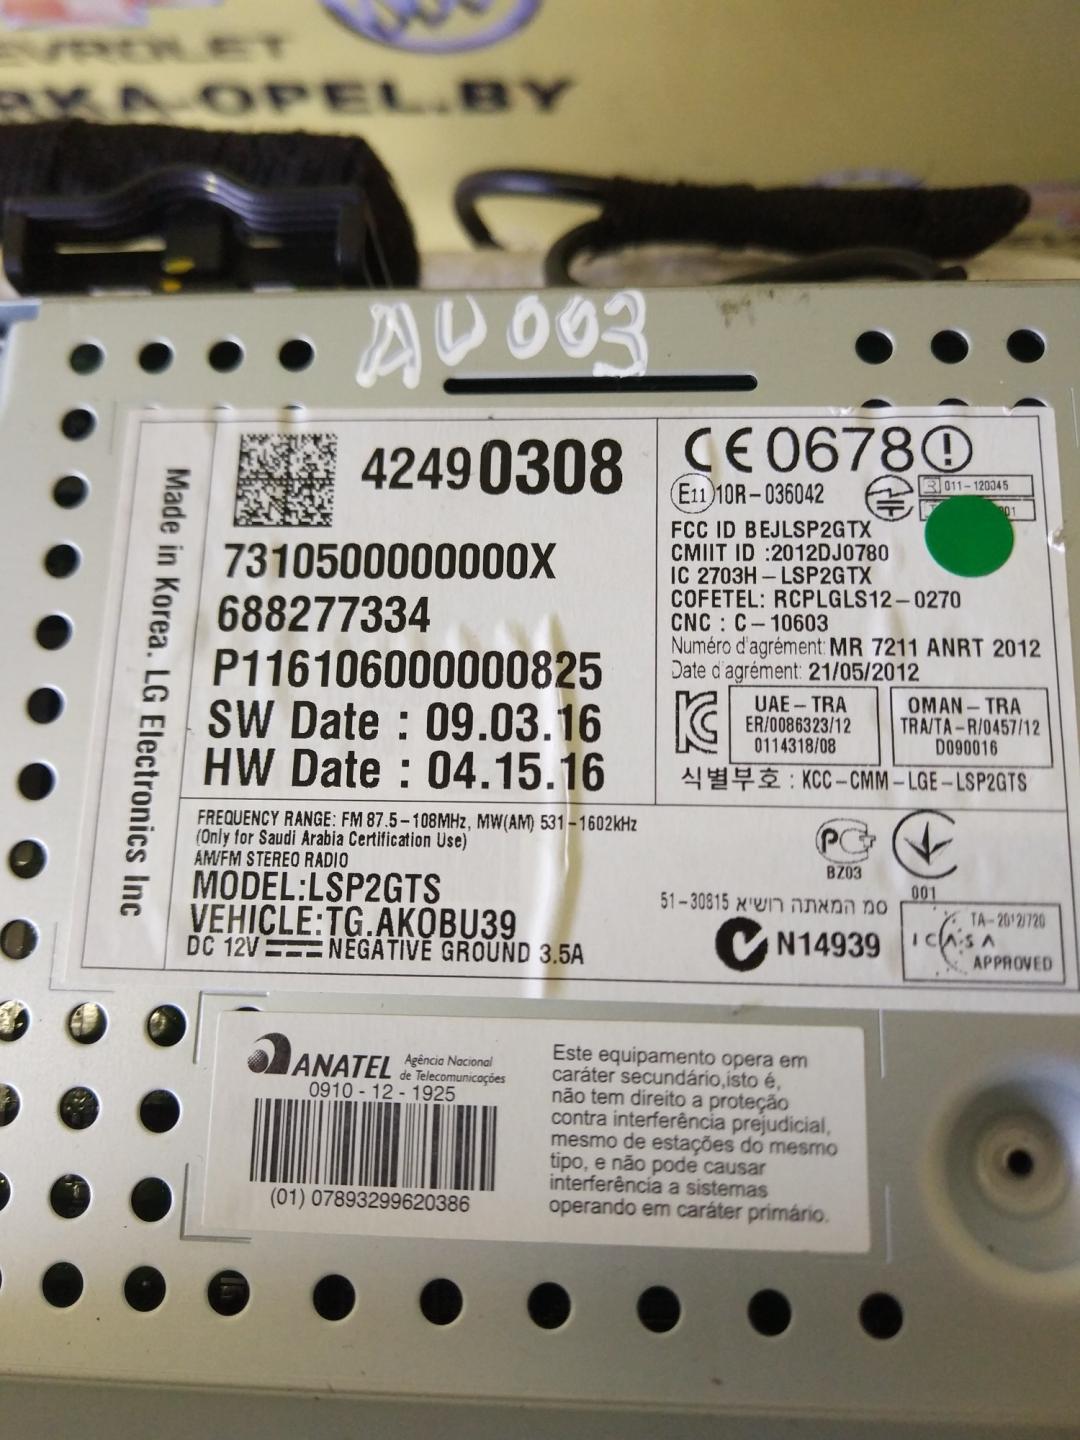 EVROLET
RKA-OPEL.BY
AU003
Made in Korea. LG Electronics Inc
42490308
7310500000000X
688277334
P116106000000825
SW Date : 09.03.16
HW Date : 04.15.16
CE0678
E11 10R-036042
R 011-120345
001
FCC ID BEJLSP2GTX
CMIIT ID :2012DJ0780
IC 2703H-LSP2GTX
COFETEL: RCPLGLS12-0270
CNC : C-10603
Numéro d'agrément: MR 7211 ANRT 2012
Date d'agrément: 21/05/2012
UAE-TRA
ER/0086323/12
0114318/08
OMAN-TRA
TRA/TA-R/0457/12
D090016
식별부호 : KCC-CMM-LGE-LSP2GTS
FREQUENCY RANGE: FM 87.5-108MHz, MW(AM) 531-1602kHz
(Only for Saudi Arabia Certification Use)
AM/FM STEREO RADIO
MODEL:LSP2GTS
VEHICLE:TG.AKOBU39
DC 12V NEGATIVE GROUND 3.5A
BZ03
001
51-30815 סמ המאתה רושיא
N14939
TA-2012/720
ICASA
APPROVED
ANATEL
Agência Nacional
de Telecomunicações
0910-12-1925
(01) 07893299620386
Este equipamento opera em
caráter secundário,isto é,
não tem direito a proteção
contra interferência prejudicial,
mesmo de estações do mesmo
tipo, e não pode causar
interferência a sistemas
operando em caráter primário.